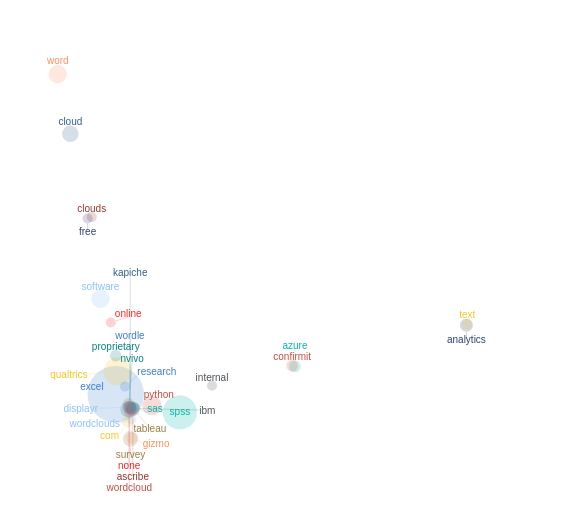 word
cloud
clouds
free
kapiche
software
online
text
wordle
analytics
proprietary
azure
nvivo
confirmit
qualtrics
research
internal
excel
python
displayr
sas
spss
ibm
wordclouds
tableau
com
gizmo
survey
none
ascribe
wordcloud